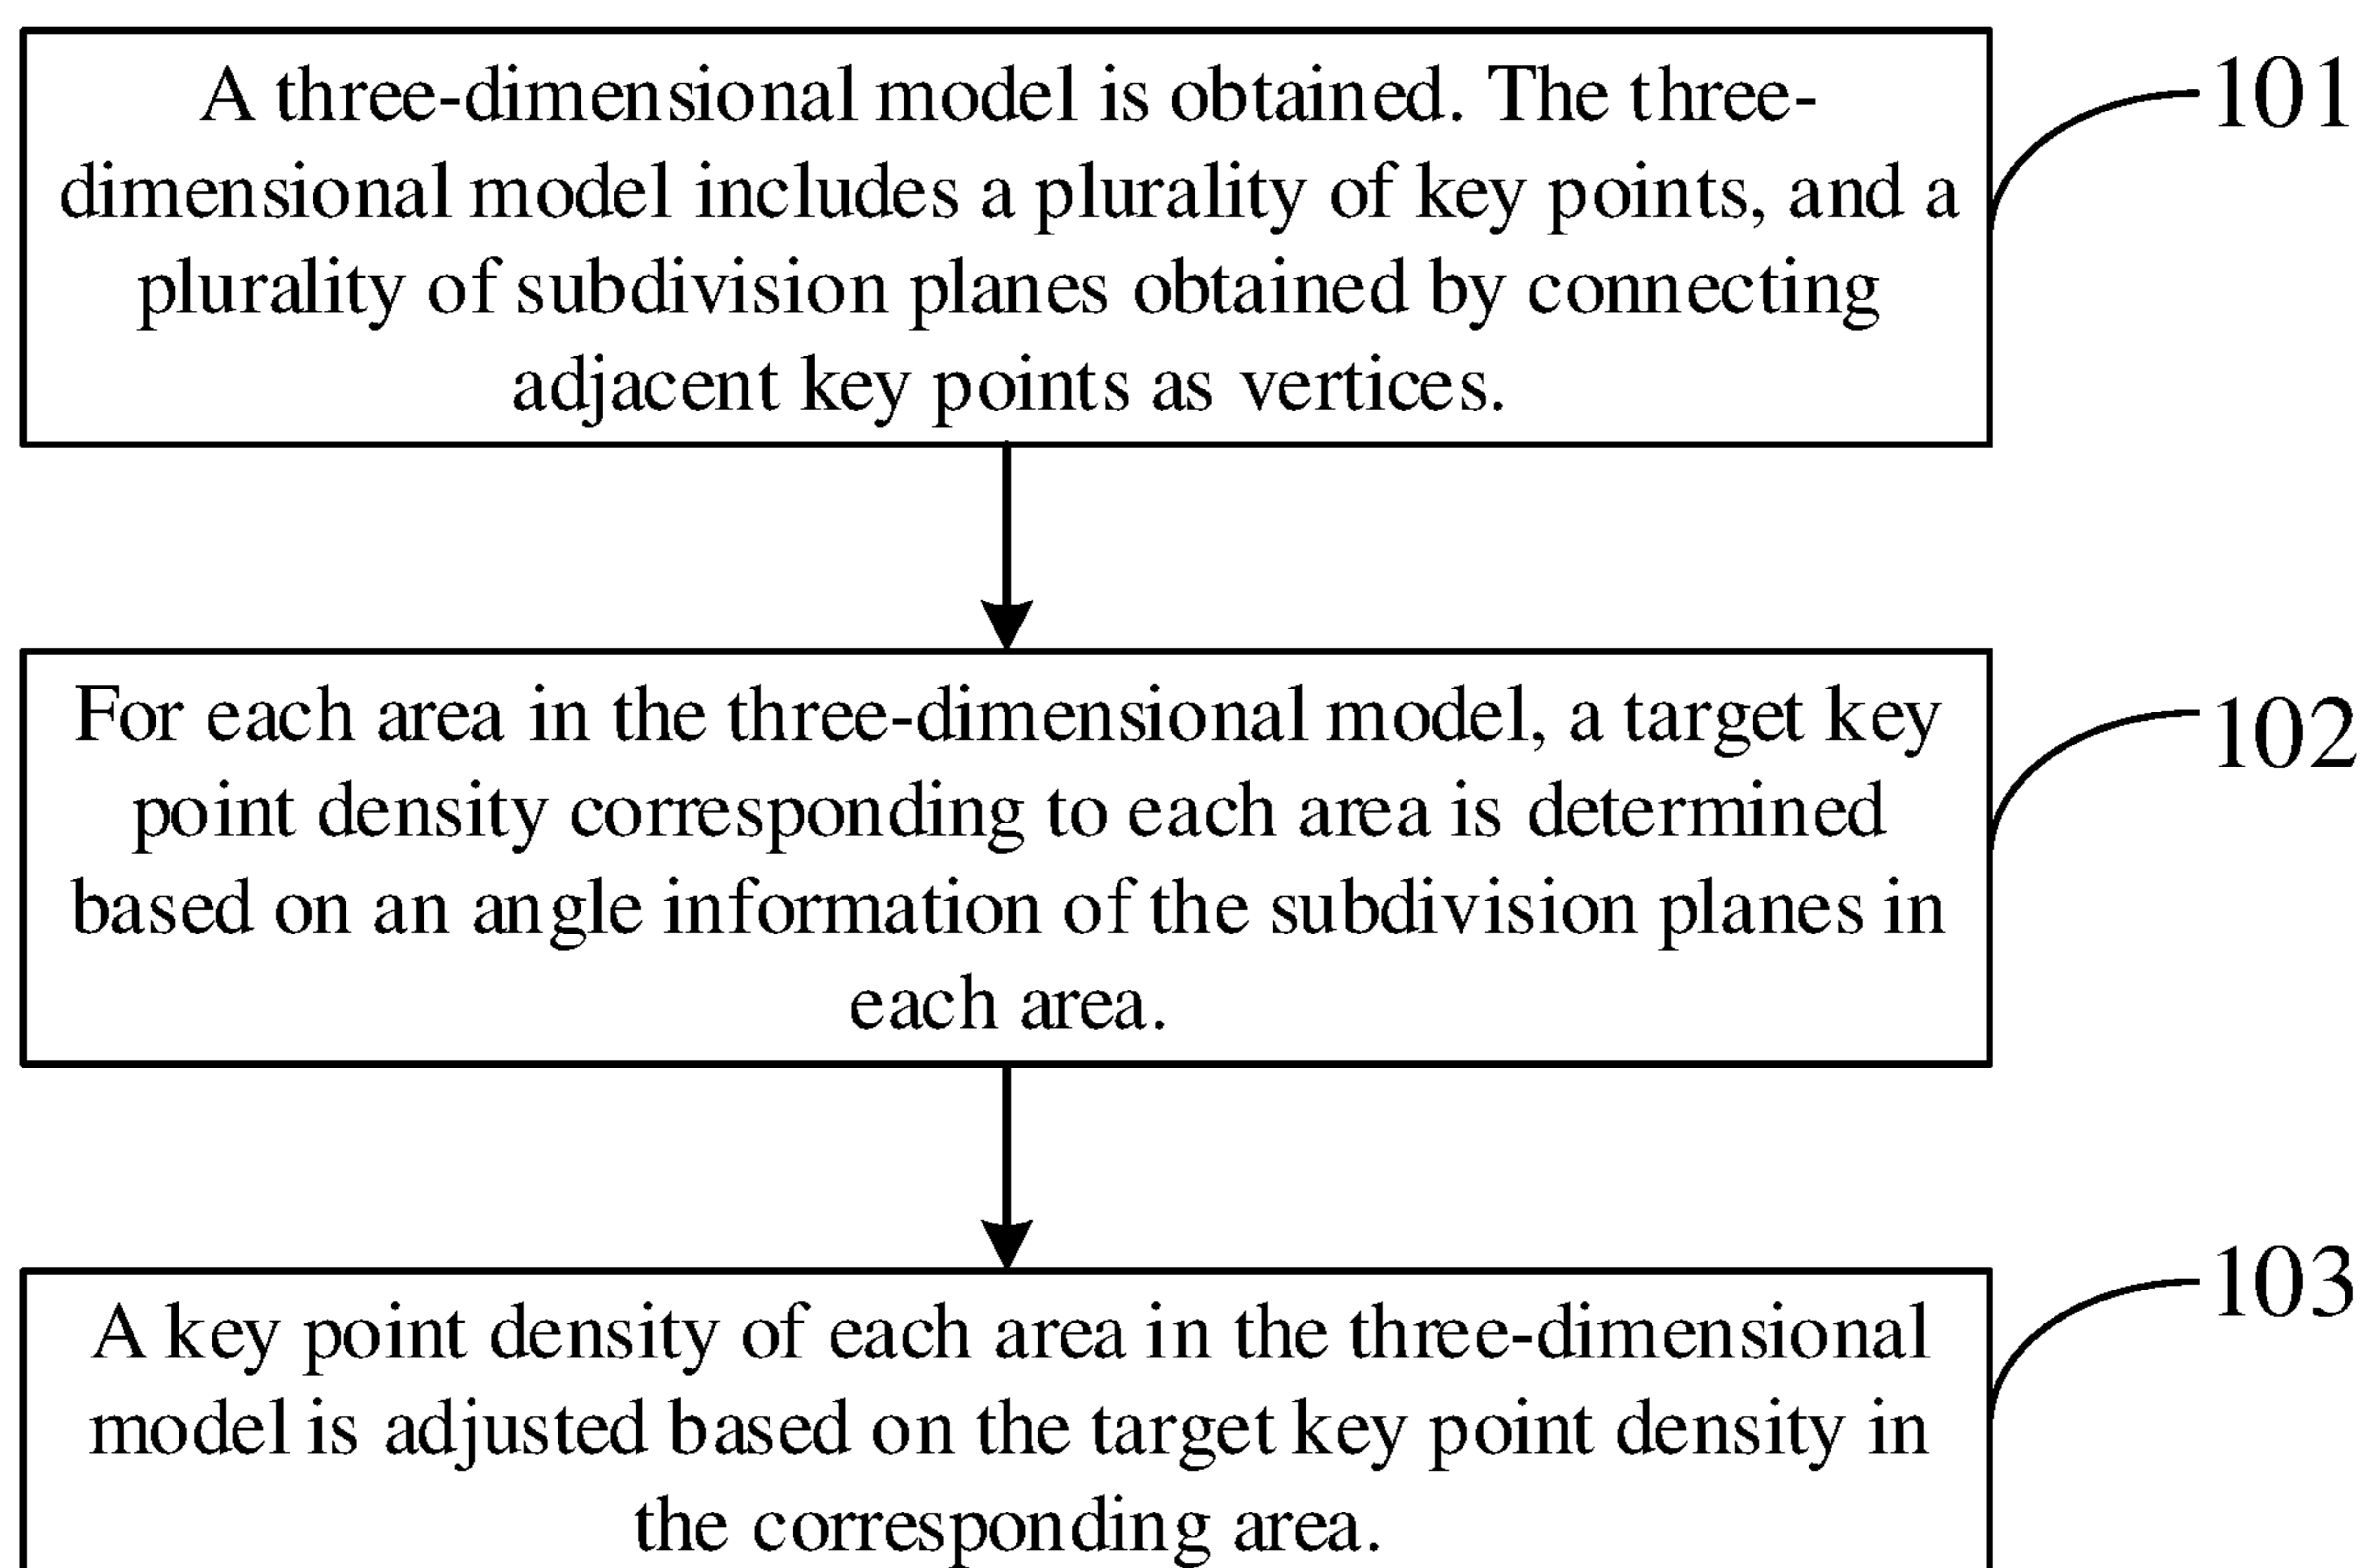 A three-dimensional model is obtained. The three-
dimensional model includes a plurality of key points, and a
plurality of subdivision planes obtained by connecting
adjacent key points as vertices.
101
For each area in the three-dimensional model, a target key
point density corresponding to each area is determined
based on an angle information of the subdivision planes in
each area.
102
A key point density of each area in the three-dimensional
model is adjusted based on the target key point density in
the corresponding area.
103